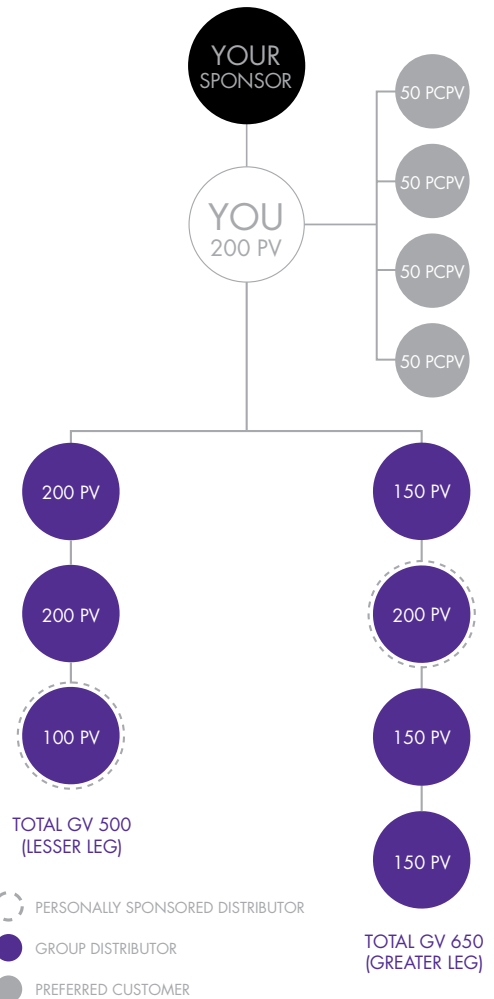 YOUR
SPONSOR
50 PCPV
50 PCPV
YOU
200 PV
50 PCPV
50 PCPV
200 PV
150 PV
200 PV
200 PV
100 PV
150 PV
TOTAL GV 500
(LESSER LEG)
150 PV
PERSONALLY SPONSORED DISTRIBUTOR
GROUP DISTRIBUTOR
TOTAL GV 650
(GREATER LEG)
PREFERRED CUSTOMER